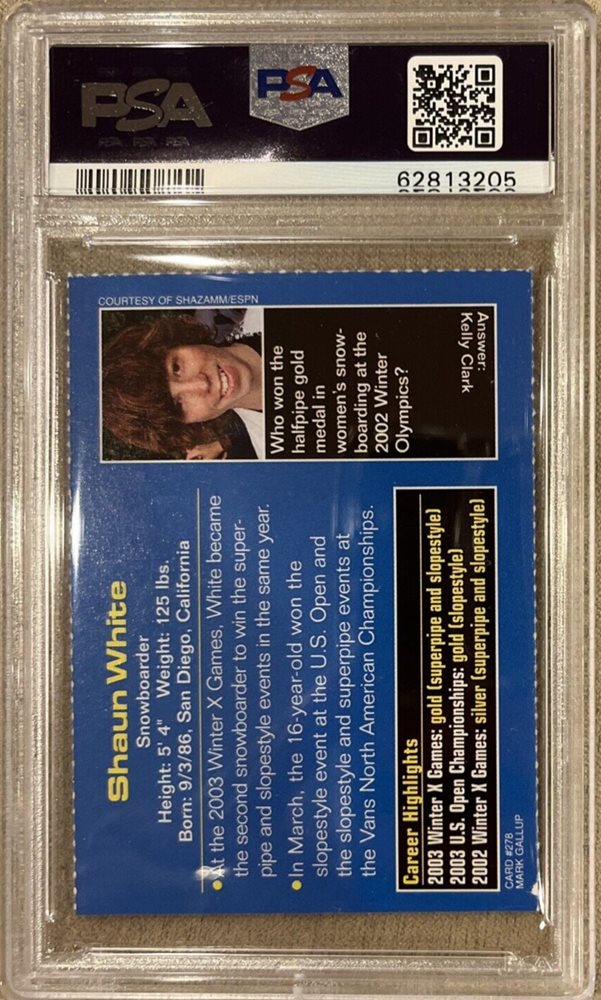 PSA
PSA
PSA PSA PSA
62813205
Shaun White
Snowboarder
Height: 5' 4" Weight: 125 lbs.
Born: 9/3/86, San Diego, California
• At the 2003 Winter X Games, White became
the second snowboarder to win the super-
pipe and slopestyle events in the same year.
• In March, the 16-year-old won the
slopestyle event at the U.S. Open and
the slopestyle and superpipe events at
the Vans North American Championships.
COURTESY OF SHAZAMM/ESPN
Who won the
halfpipe gold
medal in
women's snow-
boarding at the
2002 Winter
Olympics?
Answer:
Kelly Clark
Career Highlights
2003 Winter X Games: gold (superpipe and slopestyle)
2003 U.S. Open Championships: gold (slopestyle)
2002 Winter X Games: silver (superpipe and slopestyle)
CARD #278
MARK GALLUP
PSA